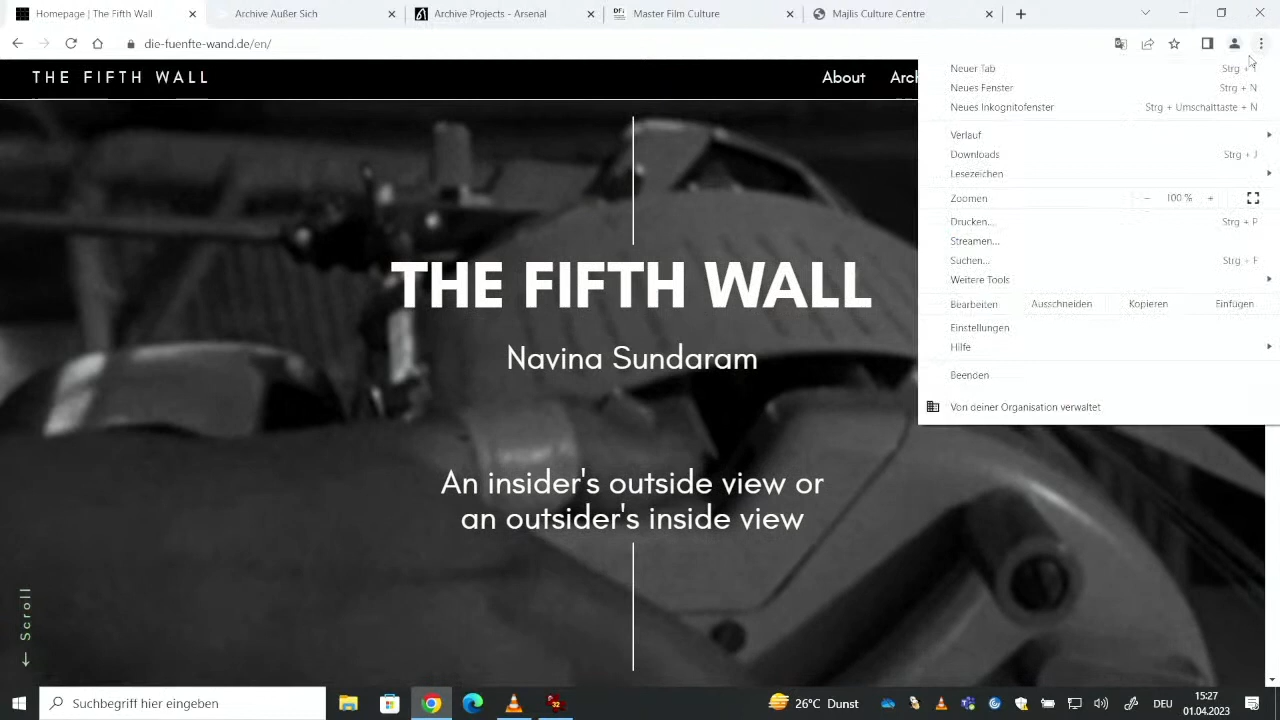 Homepage | The Fifth Wall
Archive Außer Sich
Archive Projects - Arsenal
Master Film Culture
Majlis Culture Centre
die-fuenfte-wand.de/en/
THE FIFTH WALL
About
Arch
Neuer Tab
Strg + T
Neues Fenster
Strg + N
Neues Inkognitofenster
Strg + Umschalttaste + N
Verlauf
Downloads
Strg + J
Lesezeichen
Zoomen
− 100 % +
Drucken...
Strg + P
Streamen...
Suchen...
Strg + F
Weitere Tools
Bearbeiten
Ausschneiden
Kopieren
Einfügen
Einstellungen
Hilfe
Beenden
Von deiner Organisation verwaltet
THE FIFTH WALL
Navina Sundaram
An insider's outside view or
an outsider's inside view
← Scroll
Suchbegriff hier eingeben
32
26°C Dunst
DEU
15:27
01.04.2023